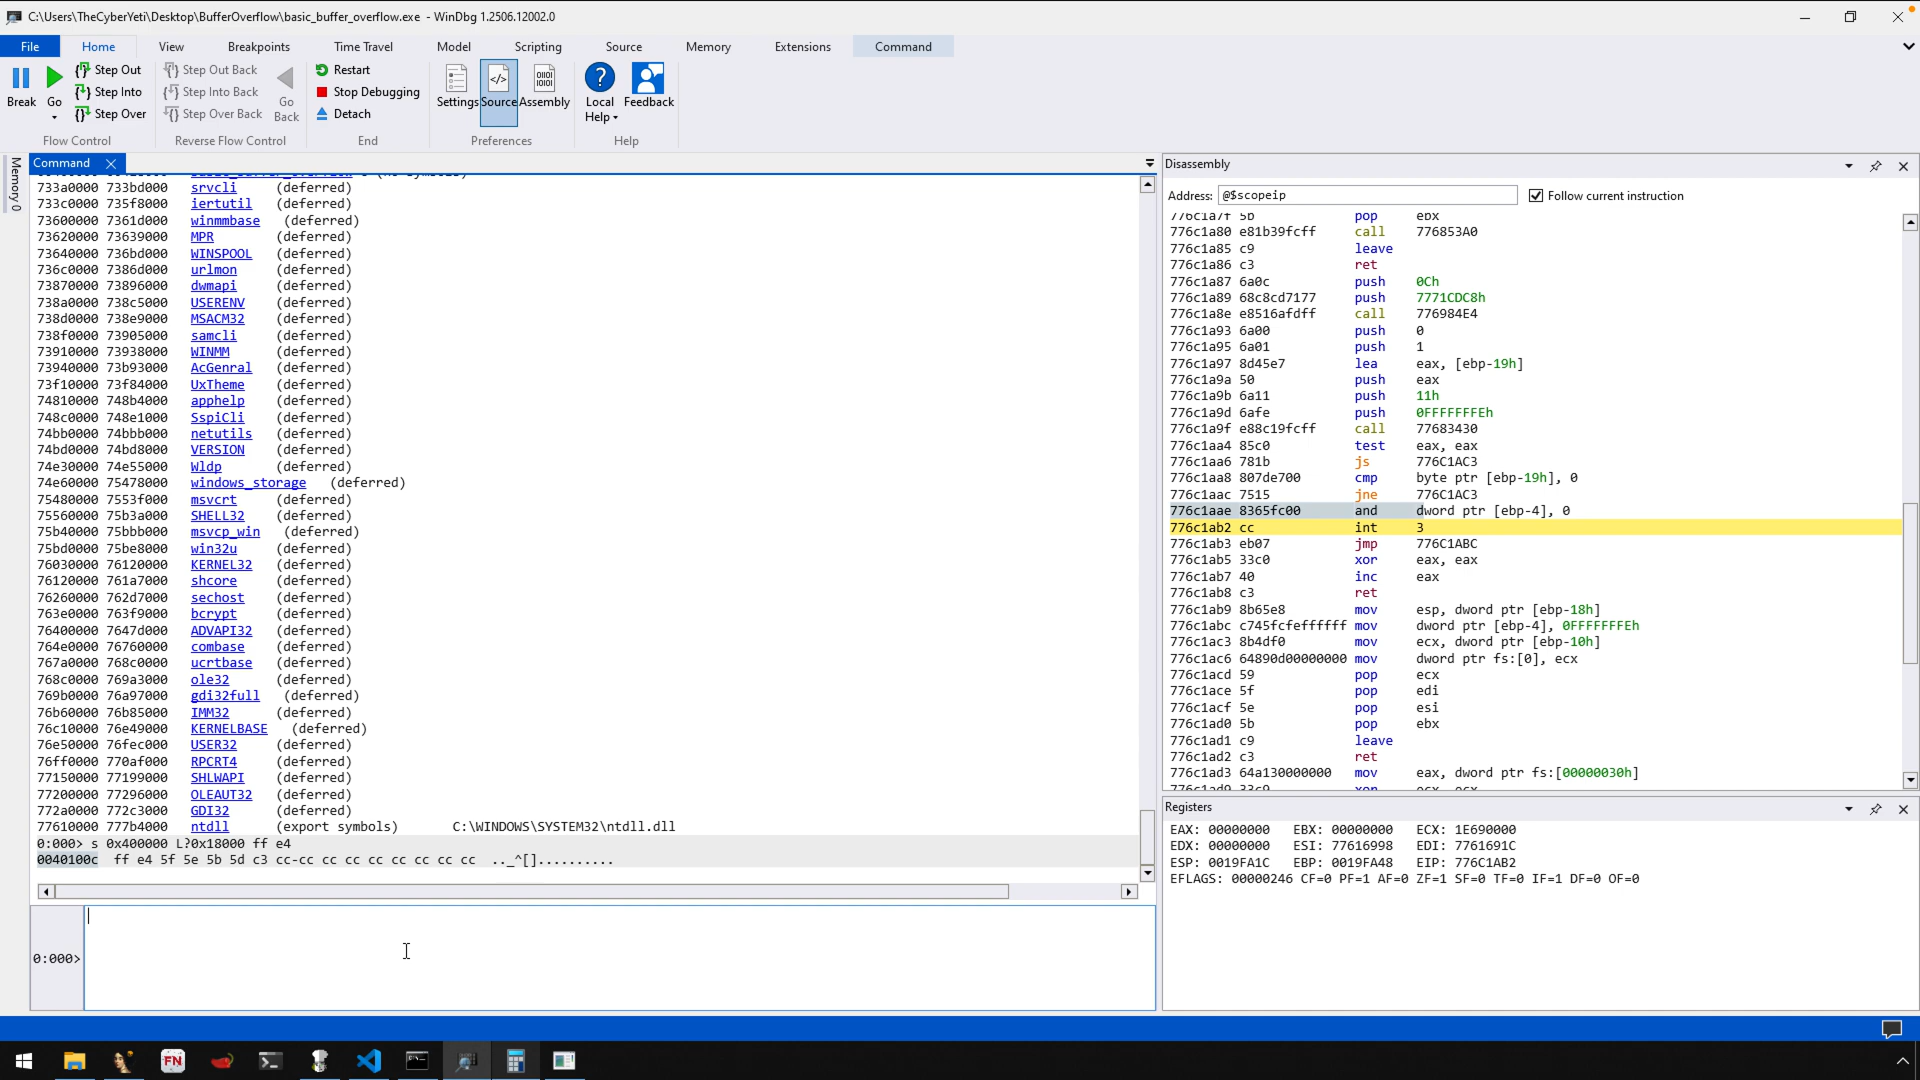 C:\Users\TheCyberYeti\Desktop\BufferOverflow\basic_buffer_overflow.exe - WinDbg 1.2506.12002.0
File Home View Breakpoints Time Travel Model Scripting Source Memory Extensions Command
Break
Go
Step Out
Step Into
Step Over
Flow Control
Step Out Back
Step Into Back
Step Over Back
Go Back
Reverse Flow Control
Restart
Stop Debugging
Detach
End
Settings
Source
Assembly
Preferences
Local Help
Feedback
Help
Memory 0
Command
733a0000 733bd000 srvcli (deferred)
733c0000 735f8000 iertutil (deferred)
73600000 7361d000 winmmbase (deferred)
73620000 73639000 MPR (deferred)
73640000 736bd000 WINSPOOL (deferred)
736c0000 7386d000 urlmon (deferred)
73870000 73896000 dwmapi (deferred)
738a0000 738c5000 USERENV (deferred)
738d0000 738e9000 MSACM32 (deferred)
738f0000 73905000 samcli (deferred)
73910000 73938000 WINMM (deferred)
73940000 73b93000 AcGenral (deferred)
73f10000 73f84000 UxTheme (deferred)
74810000 748b4000 apphelp (deferred)
748c0000 748e1000 SspiCli (deferred)
74bb0000 74bbb000 netutils (deferred)
74bd0000 74bd8000 VERSION (deferred)
74e30000 74e55000 Wldp (deferred)
74e60000 75478000 windows_storage (deferred)
75480000 7553f000 msvcrt (deferred)
75560000 75b3a000 SHELL32 (deferred)
75b40000 75bbb000 msvcp_win (deferred)
75bd0000 75be8000 win32u (deferred)
76030000 76120000 KERNEL32 (deferred)
76120000 761a7000 shcore (deferred)
76260000 762d7000 sechost (deferred)
763e0000 763f9000 bcrypt (deferred)
76400000 7647d000 ADVAPI32 (deferred)
764e0000 76760000 combase (deferred)
767a0000 768c0000 ucrtbase (deferred)
768c0000 769a3000 ole32 (deferred)
769b0000 76a97000 gdi32full (deferred)
76b60000 76b85000 IMM32 (deferred)
76c10000 76e49000 KERNELBASE (deferred)
76e50000 76fec000 USER32 (deferred)
76ff0000 770af000 RPCRT4 (deferred)
77150000 77199000 SHLWAPI (deferred)
77200000 77296000 OLEAUT32 (deferred)
772a0000 772c3000 GDI32 (deferred)
77610000 777b4000 ntdll (export symbols) C:\WINDOWS\SYSTEM32\ntdll.dll
0:000> s 0x400000 L?0x18000 ff e4
0040100c ff e4 5f 5e 5b 5d c3 cc-cc cc cc cc cc cc cc cc .._^[]..........
0:000>
Disassembly
Address: @$scopeip Follow current instruction
776c1a7f 5b pop ebx
776c1a80 e81b39fcff call 776853A0
776c1a85 c9 leave
776c1a86 c3 ret
776c1a87 6a0c push 0Ch
776c1a89 68c8cd7177 push 7771CDC8h
776c1a8e e8516afdff call 776984E4
776c1a93 6a00 push 0
776c1a95 6a01 push 1
776c1a97 8d45e7 lea eax, [ebp-19h]
776c1a9a 50 push eax
776c1a9b 6a11 push 11h
776c1a9d 6afe push 0FFFFFFFEh
776c1a9f e88c19fcff call 77683430
776c1aa4 85c0 test eax, eax
776c1aa6 781b js 776C1AC3
776c1aa8 807de700 cmp byte ptr [ebp-19h], 0
776c1aac 7515 jne 776C1AC3
776c1aae 8365fc00 and dword ptr [ebp-4], 0
776c1ab2 cc int 3
776c1ab3 eb07 jmp 776C1ABC
776c1ab5 33c0 xor eax, eax
776c1ab7 40 inc eax
776c1ab8 c3 ret
776c1ab9 8b65e8 mov esp, dword ptr [ebp-18h]
776c1abc c745fcfeffffff mov dword ptr [ebp-4], 0FFFFFFFEh
776c1ac3 8b4df0 mov ecx, dword ptr [ebp-10h]
776c1ac6 64890d00000000 mov dword ptr fs:[0], ecx
776c1acd 59 pop ecx
776c1ace 5f pop edi
776c1acf 5e pop esi
776c1ad0 5b pop ebx
776c1ad1 c9 leave
776c1ad2 c3 ret
776c1ad3 64a130000000 mov eax, dword ptr fs:[00000030h]
Registers
EAX: 00000000 EBX: 00000000 ECX: 1E690000
EDX: 00000000 ESI: 77616998 EDI: 7761691C
ESP: 0019FA1C EBP: 0019FA48 EIP: 776C1AB2
EFLAGS: 00000246 CF=0 PF=1 AF=0 ZF=1 SF=0 TF=0 IF=1 DF=0 OF=0
FN